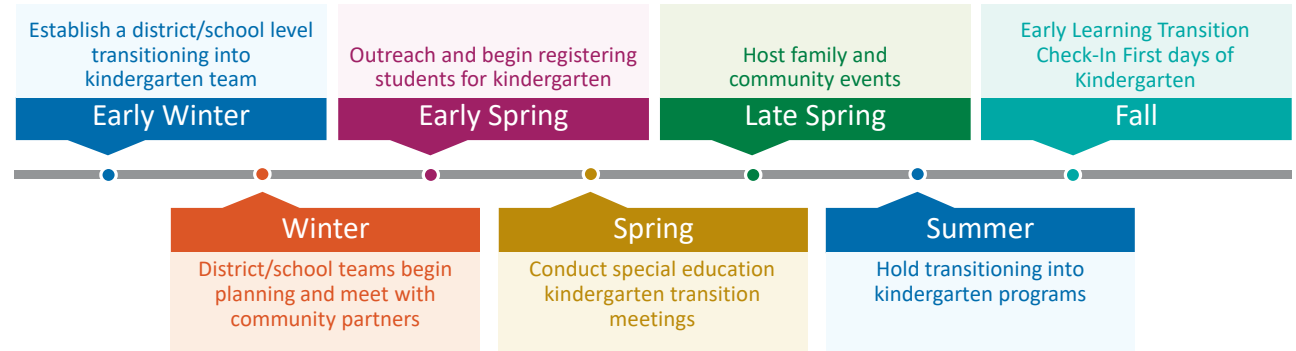 Establish a district/school level
transitioning into
kindergarten team
Early Winter
Outreach and begin registering
students for kindergarten
Early Spring
Host family and
community events
Late Spring
Early Learning Transition
Check-In First days of
Kindergarten
Fall
Winter
District/school teams begin
planning and meet with
community partners
Spring
Conduct special education
kindergarten transition
meetings
Summer
Hold transitioning into
kindergarten programs